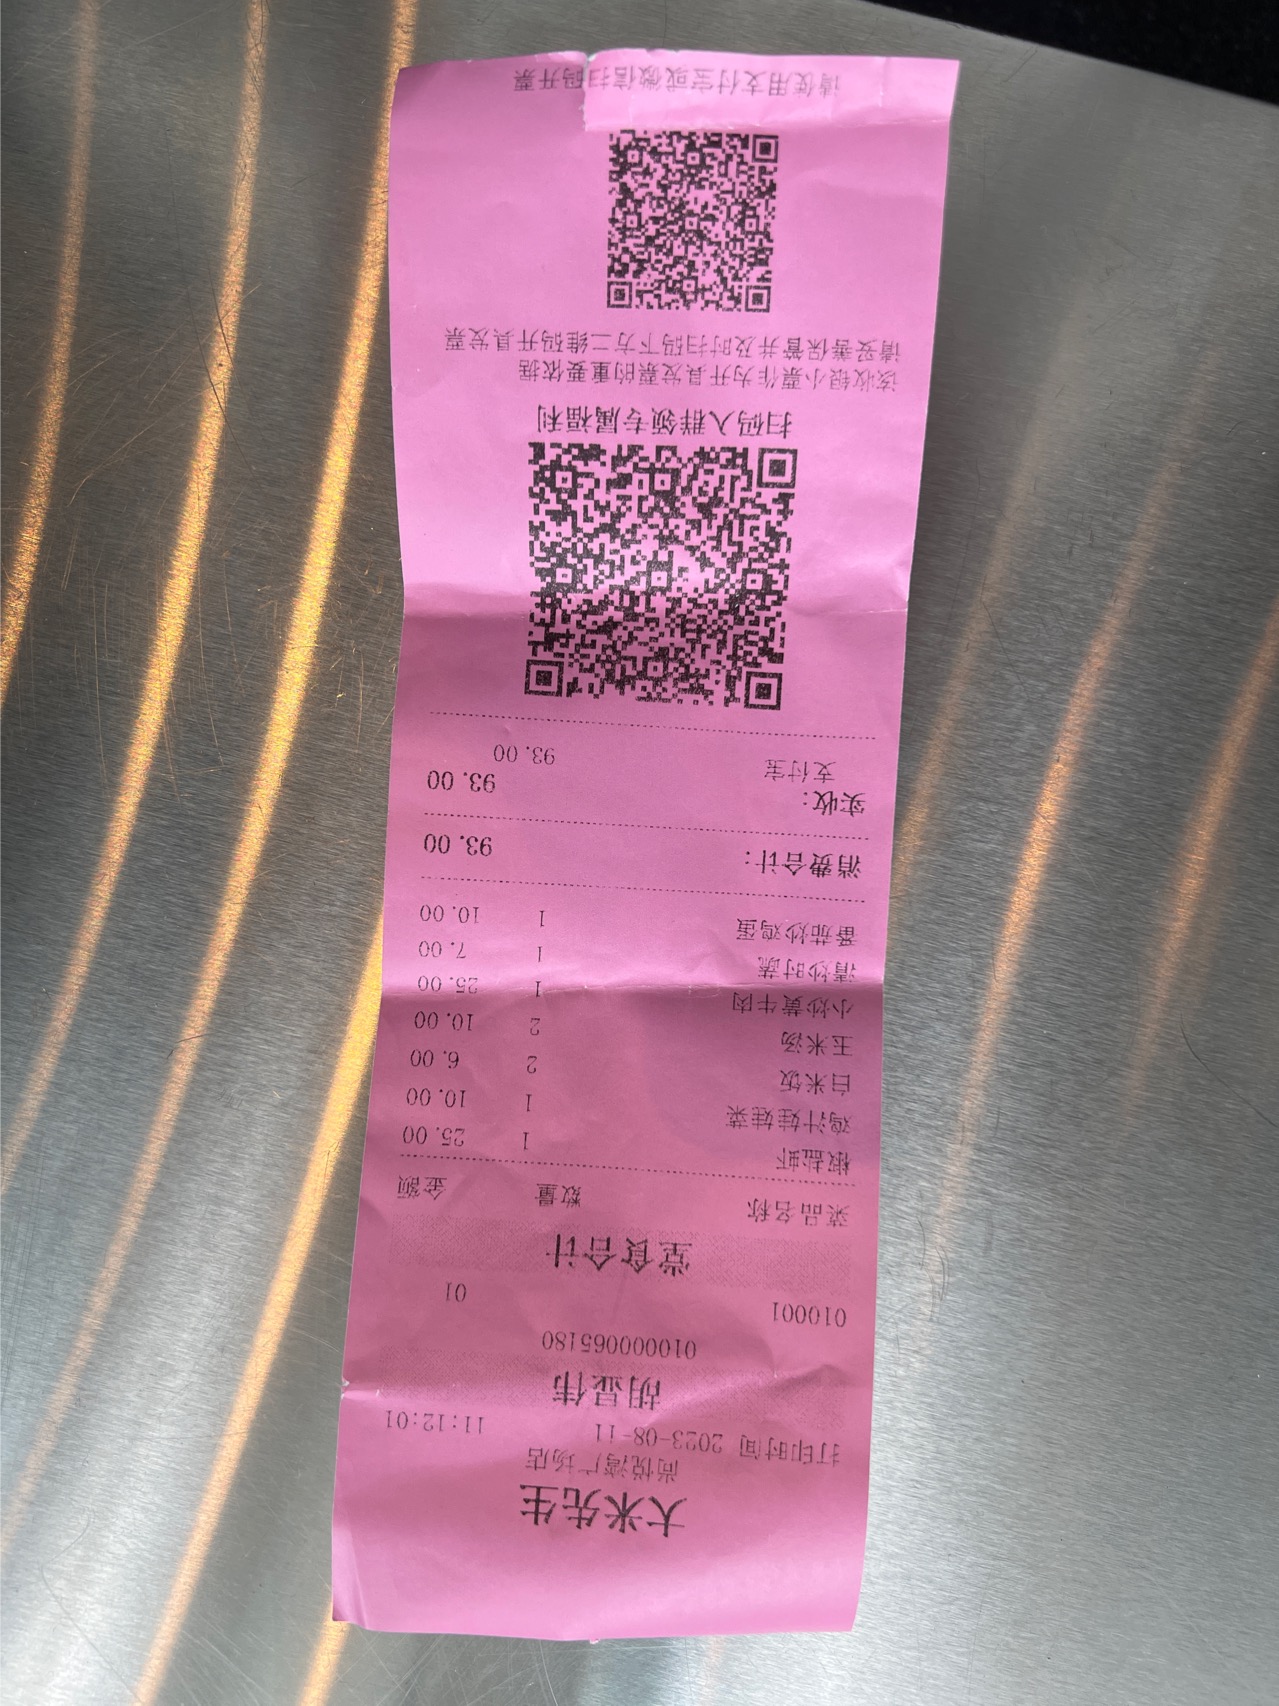 大米先生
尚悦湾广场店
打印时间 2023-08-11 11:12:01
胡显伟
010000065180
010001 01
堂食合计
菜品名称 数量 金额
椒盐虾 1 25.00
鸡汁娃娃菜 1 10.00
白米饭 2 6.00
玉米汤 2 10.00
小炒黄牛肉 1 25.00
清炒时蔬 1 7.00
番茄炒鸡蛋 1 10.00
消费合计: 93.00
实收: 93.00
支付宝 93.00
扫码入群领专属福利
该收银小票作为开具发票的重要依据
请妥善保管并及时扫码下方二维码开具发票
请使用支付宝或微信扫码开票